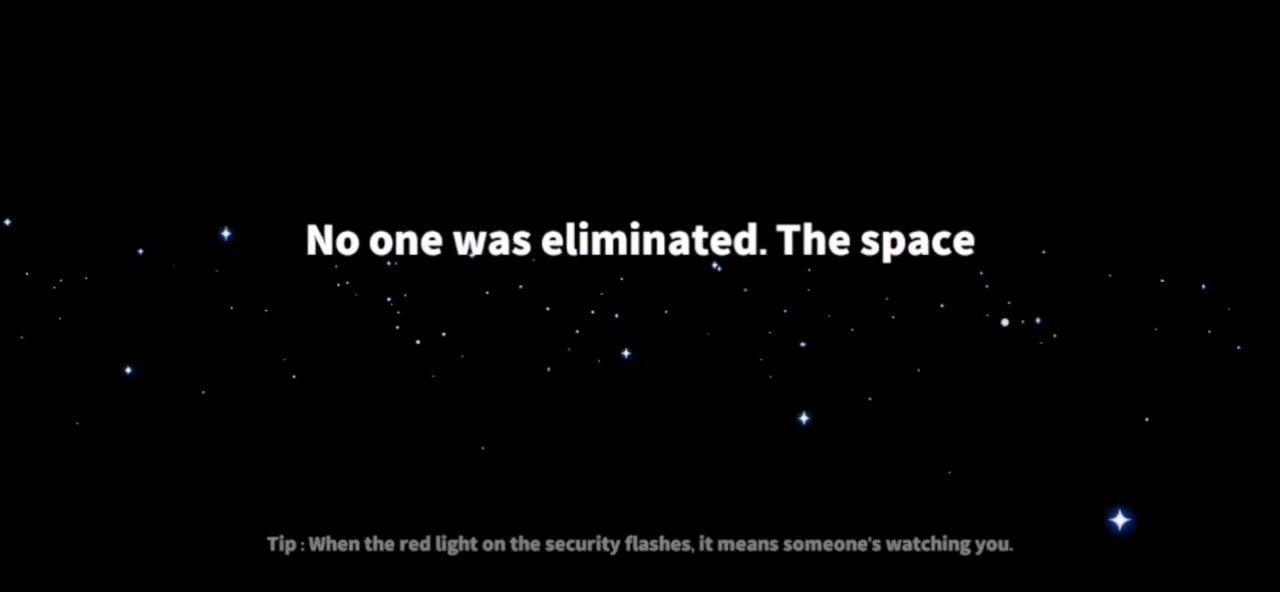 No one was eliminated. The space
Tip : When the red light on the security flashes, it means someone's watching you.